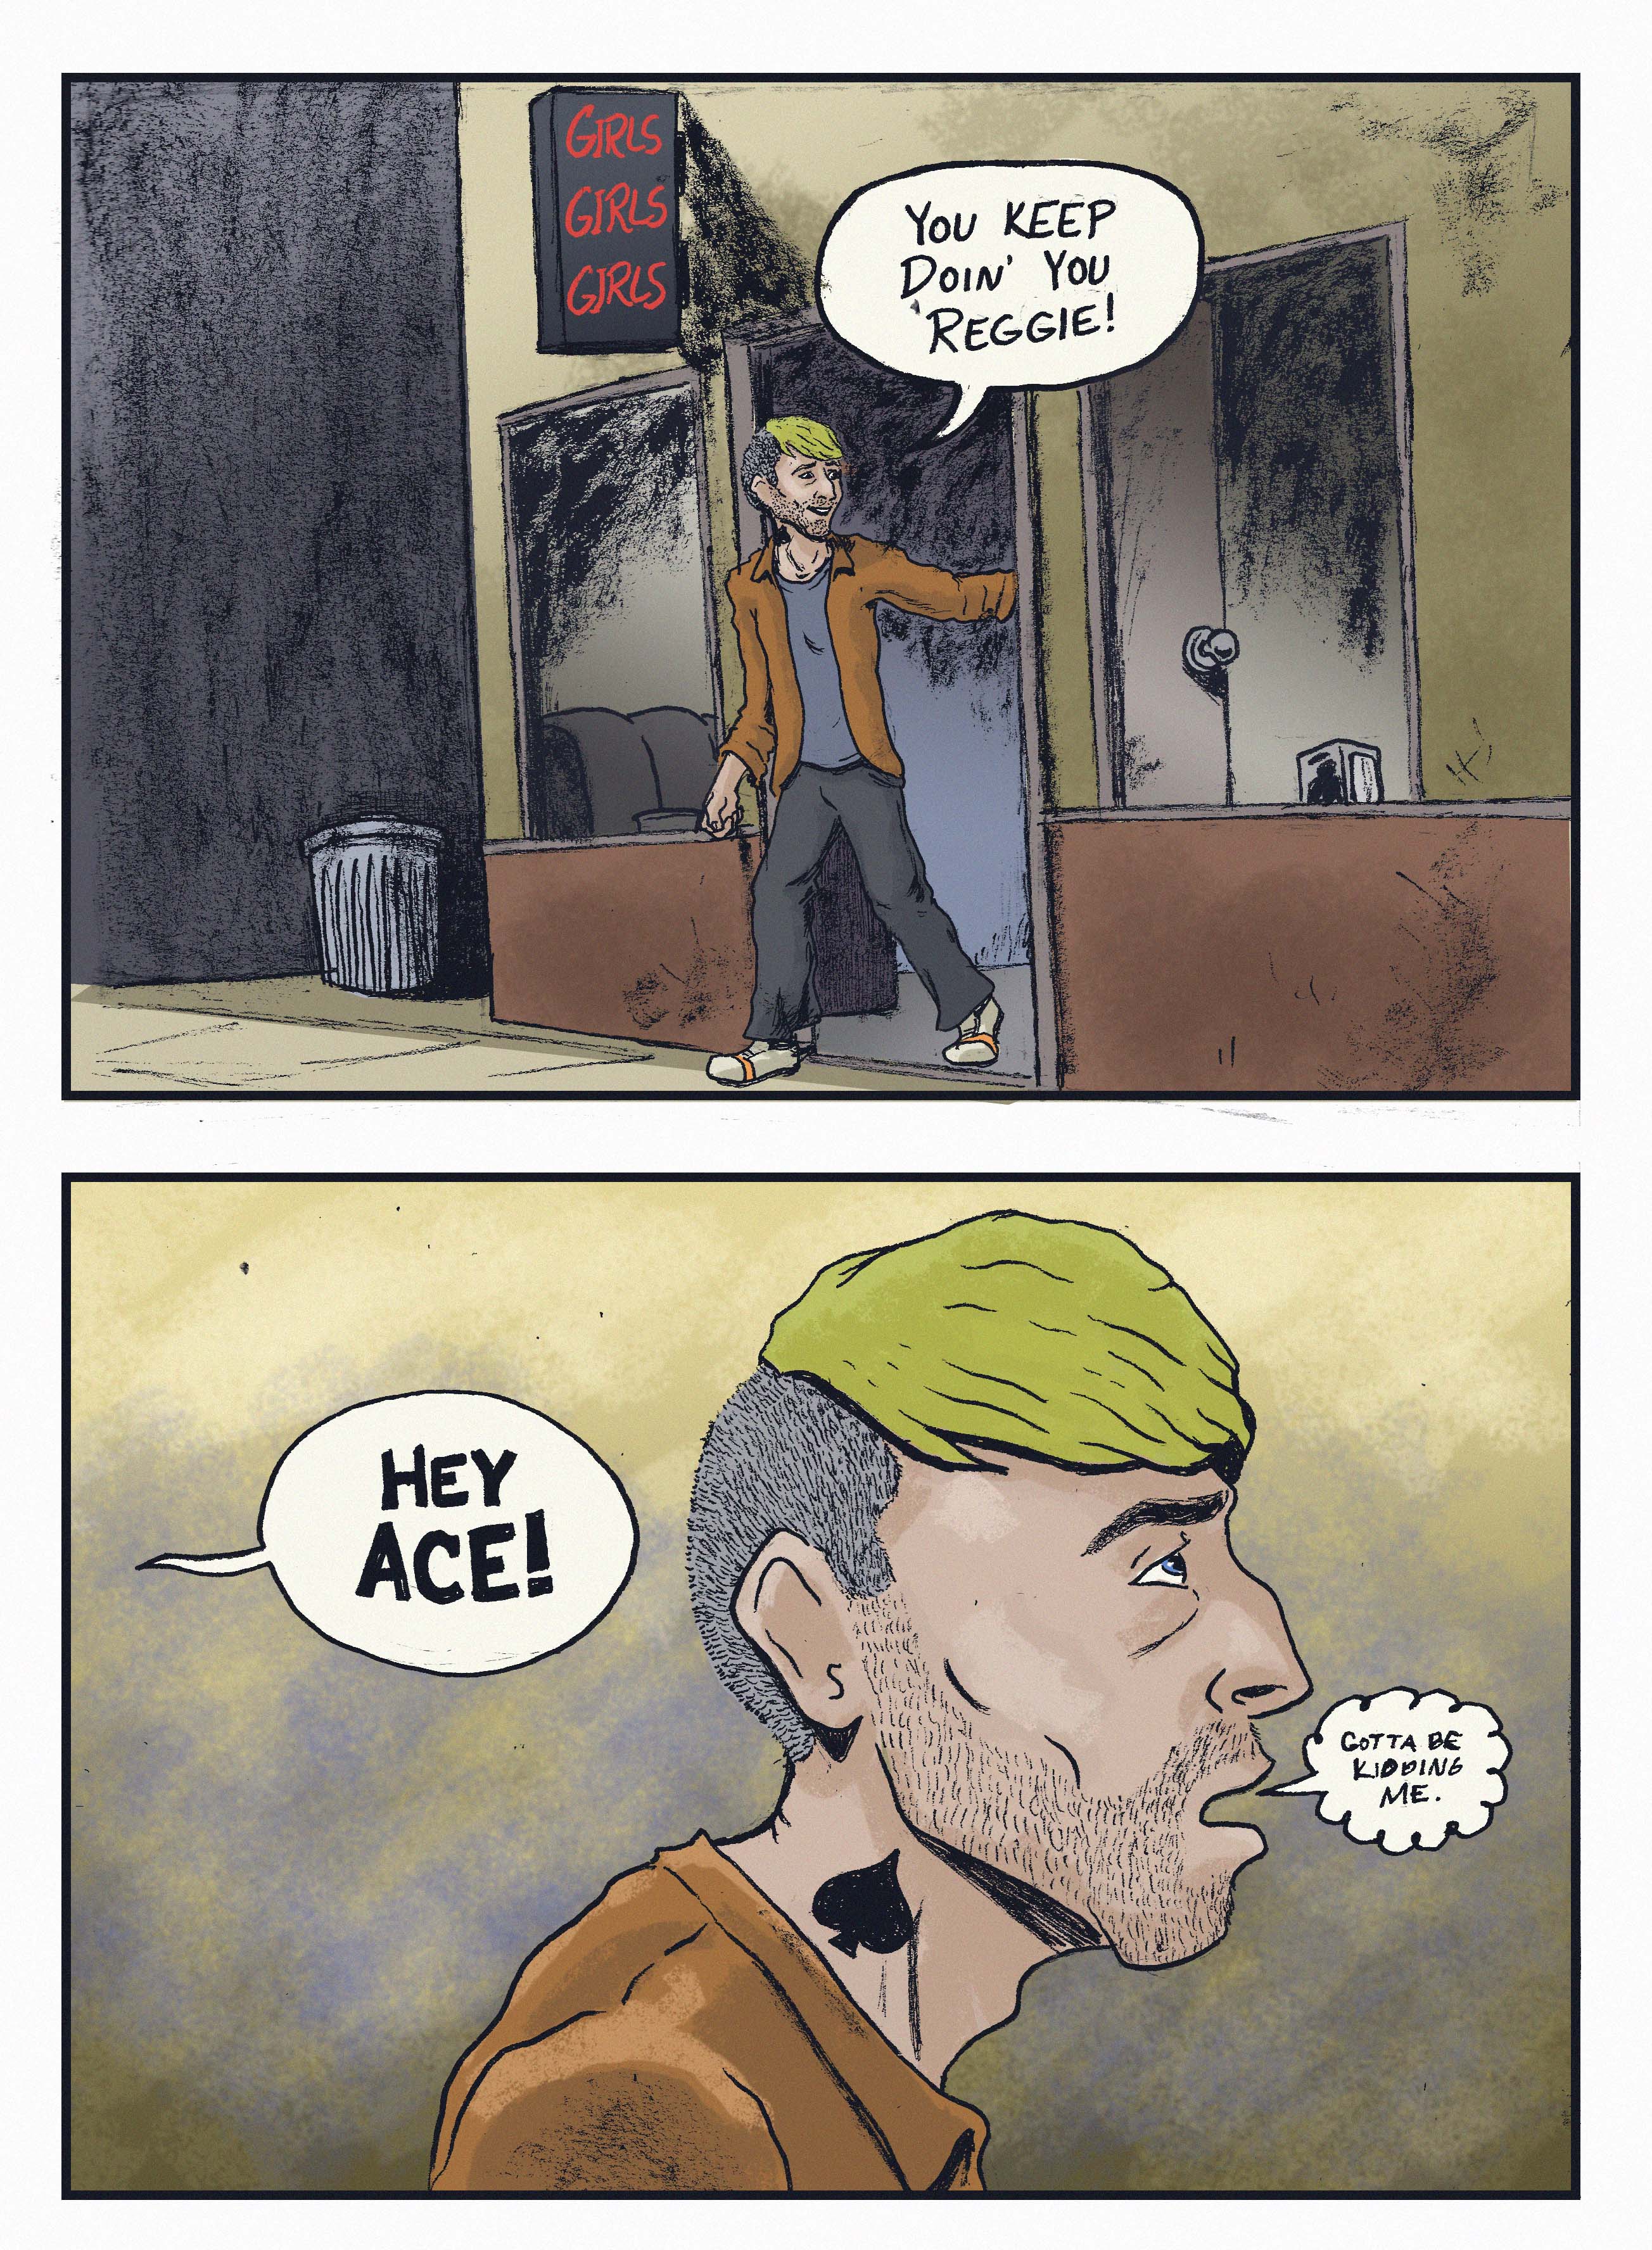 GIRLS
GIRLS
GIRLS
YOU KEEP
DOIN' YOU
REGGIE!
HEY
ACE!
GOTTA BE
KIDDING
ME.